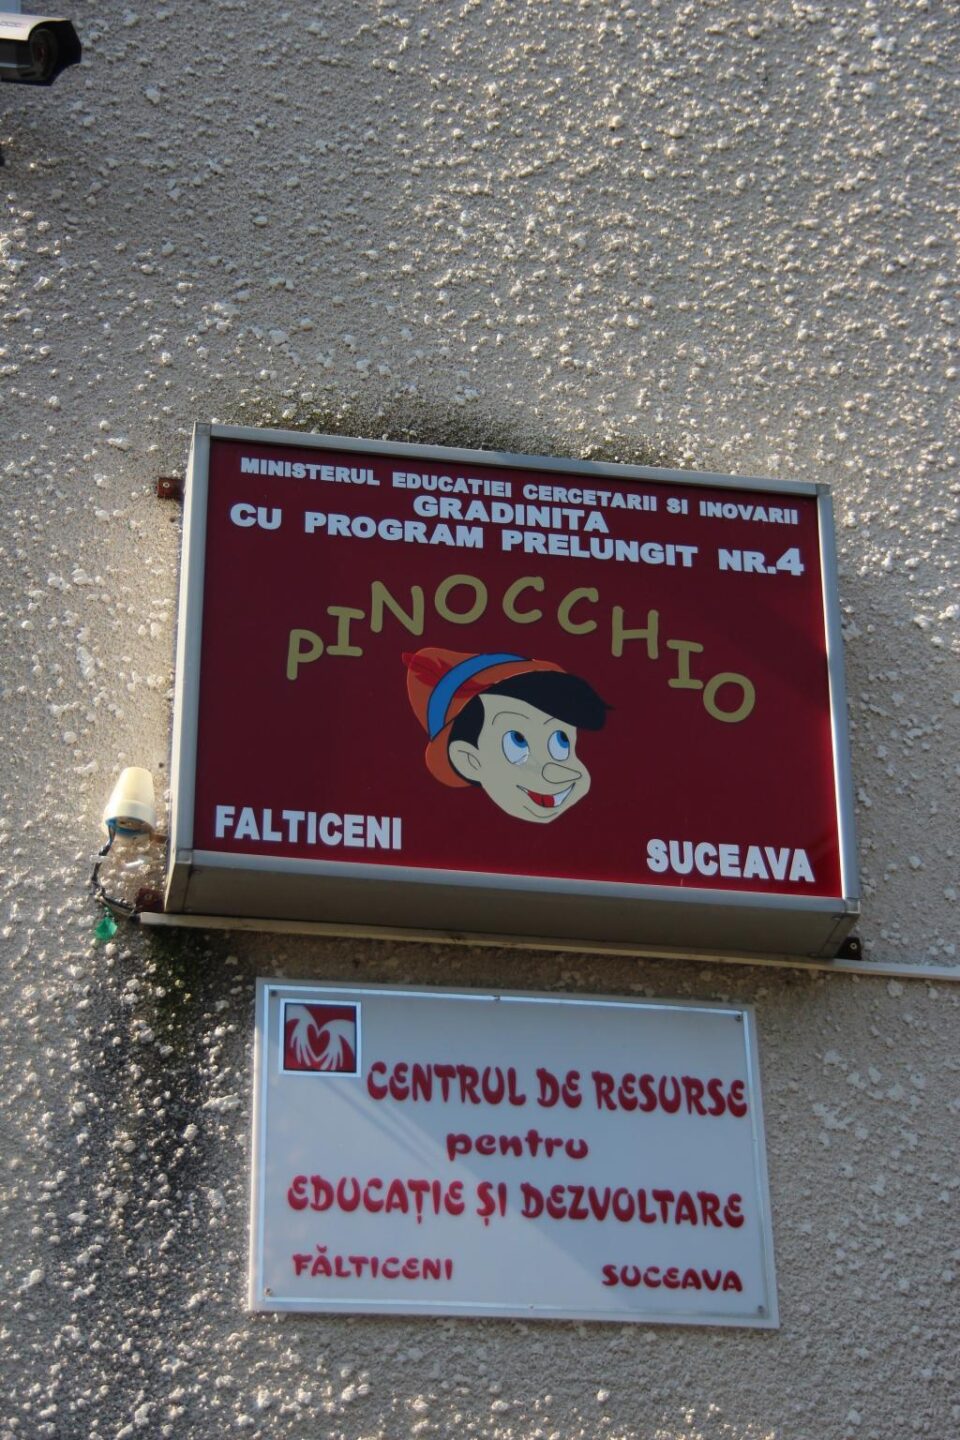 MINISTERUL EDUCATIEI CERCETARII SI INOVARII
GRADINITA
CU PROGRAM PRELUNGIT NR.4
PINOCCHIO
FALTICENI SUCEAVA
CENTRUL DE RESURSE
pentru
EDUCAȚIE ȘI DEZVOLTARE
FĂLTICENI SUCEAVA